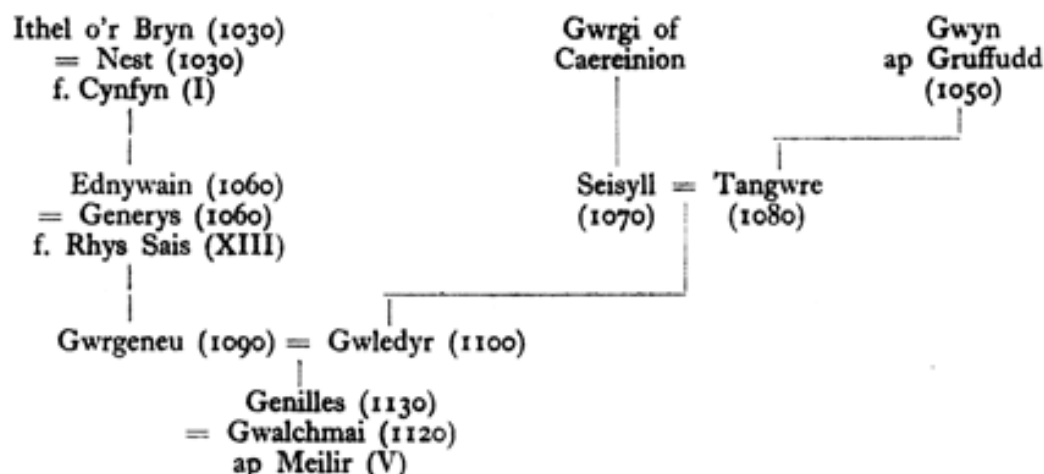 Ithel o'r Bryn (1030)
= Nest (1030)
f. Cynfyn (I)
Gwrgi of
Caereinion
Gwyn
ap Gruffudd
(1050)
Ednywain (1060)
= Generys (1060)
f. Rhys Sais (XIII)
Seisyll = Tangwre
(1070) (1080)
Gwrgeneu (1090) = Gwledyr (1100)
Genilles (1130)
= Gwalchmai (1120)
ap Meilir (V)